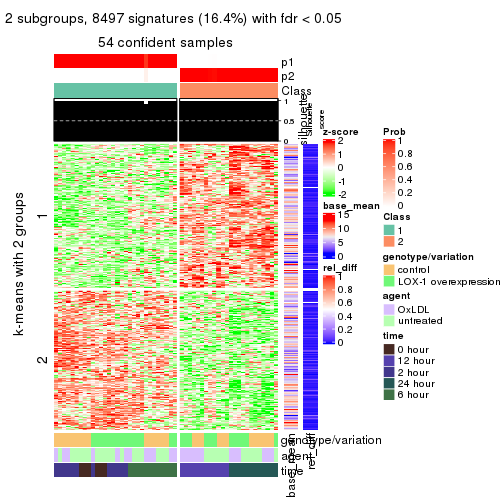 2 subgroups, 8497 signatures (16.4%) with fdr < 0.05
54 confident samples
p1
p2
Class
1
0.5
0
silhouette
Silhouette
score
k-means with 2 groups
1
2
genotype/variation
agent
time
base_mean
rel_diff
z-score
2
1
0
-1
-2
base_mean
15
10
5
0
rel_diff
1
0.8
0.6
0.4
0.2
0
Prob
1
0.8
0.6
0.4
0.2
0
Class
1
2
genotype/variation
control
LOX-1 overexpression
agent
OxLDL
untreated
time
0 hour
12 hour
2 hour
24 hour
6 hour